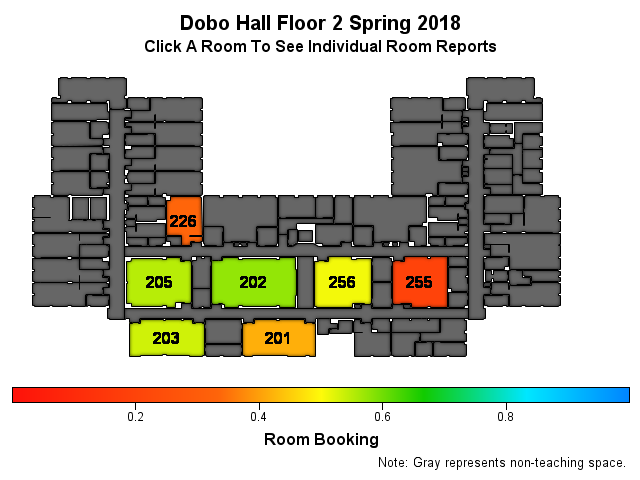 Dobo Hall Floor 2 Spring 2018
Click A Room To See Individual Room Reports
226
205
202
256
255
203
201
0.2
0.4
0.6
0.8
Room Booking
Note: Gray represents non-teaching space.